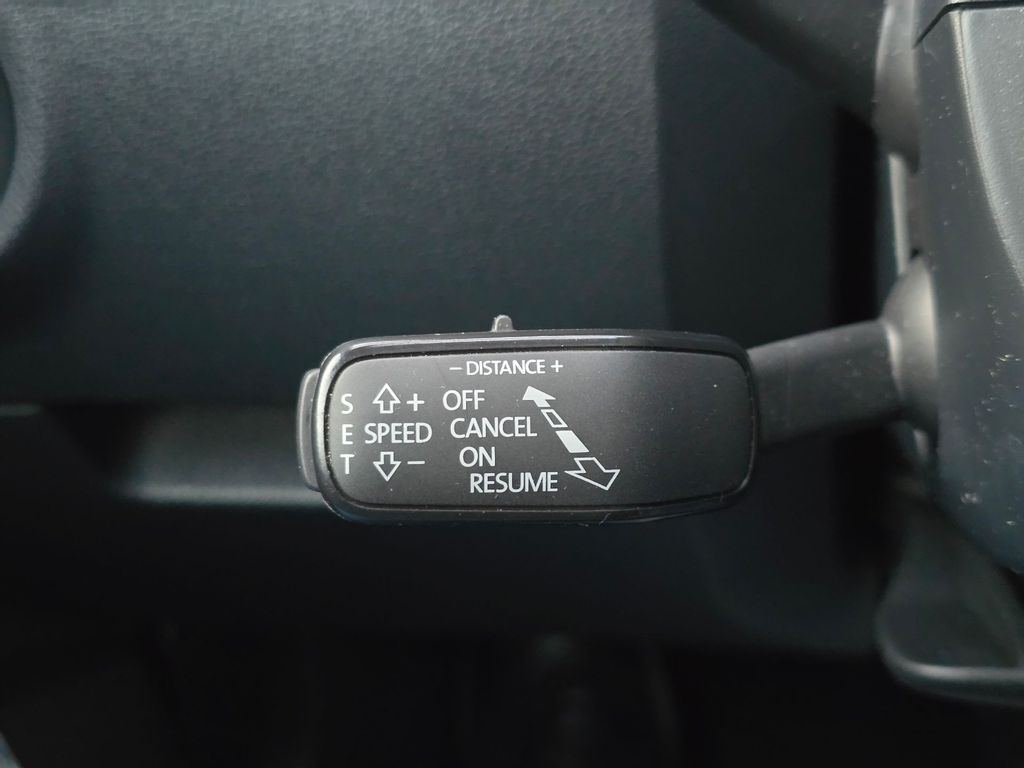 − DISTANCE +
S + OFF
E SPEED CANCEL
T − ON
RESUME